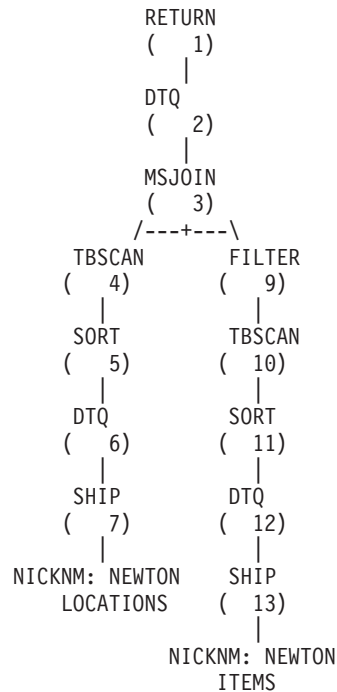 RETURN
( 1)
|
DTQ
( 2)
|
MSJOIN
( 3)
/---+---\
TBSCAN FILTER
( 4) ( 9)
| |
SORT TBSCAN
( 5) ( 10)
| |
DTQ SORT
( 6) ( 11)
| |
SHIP DTQ
( 7) ( 12)
| |
NICKNM: NEWTON SHIP
LOCATIONS ( 13)
|
NICKNM: NEWTON
ITEMS